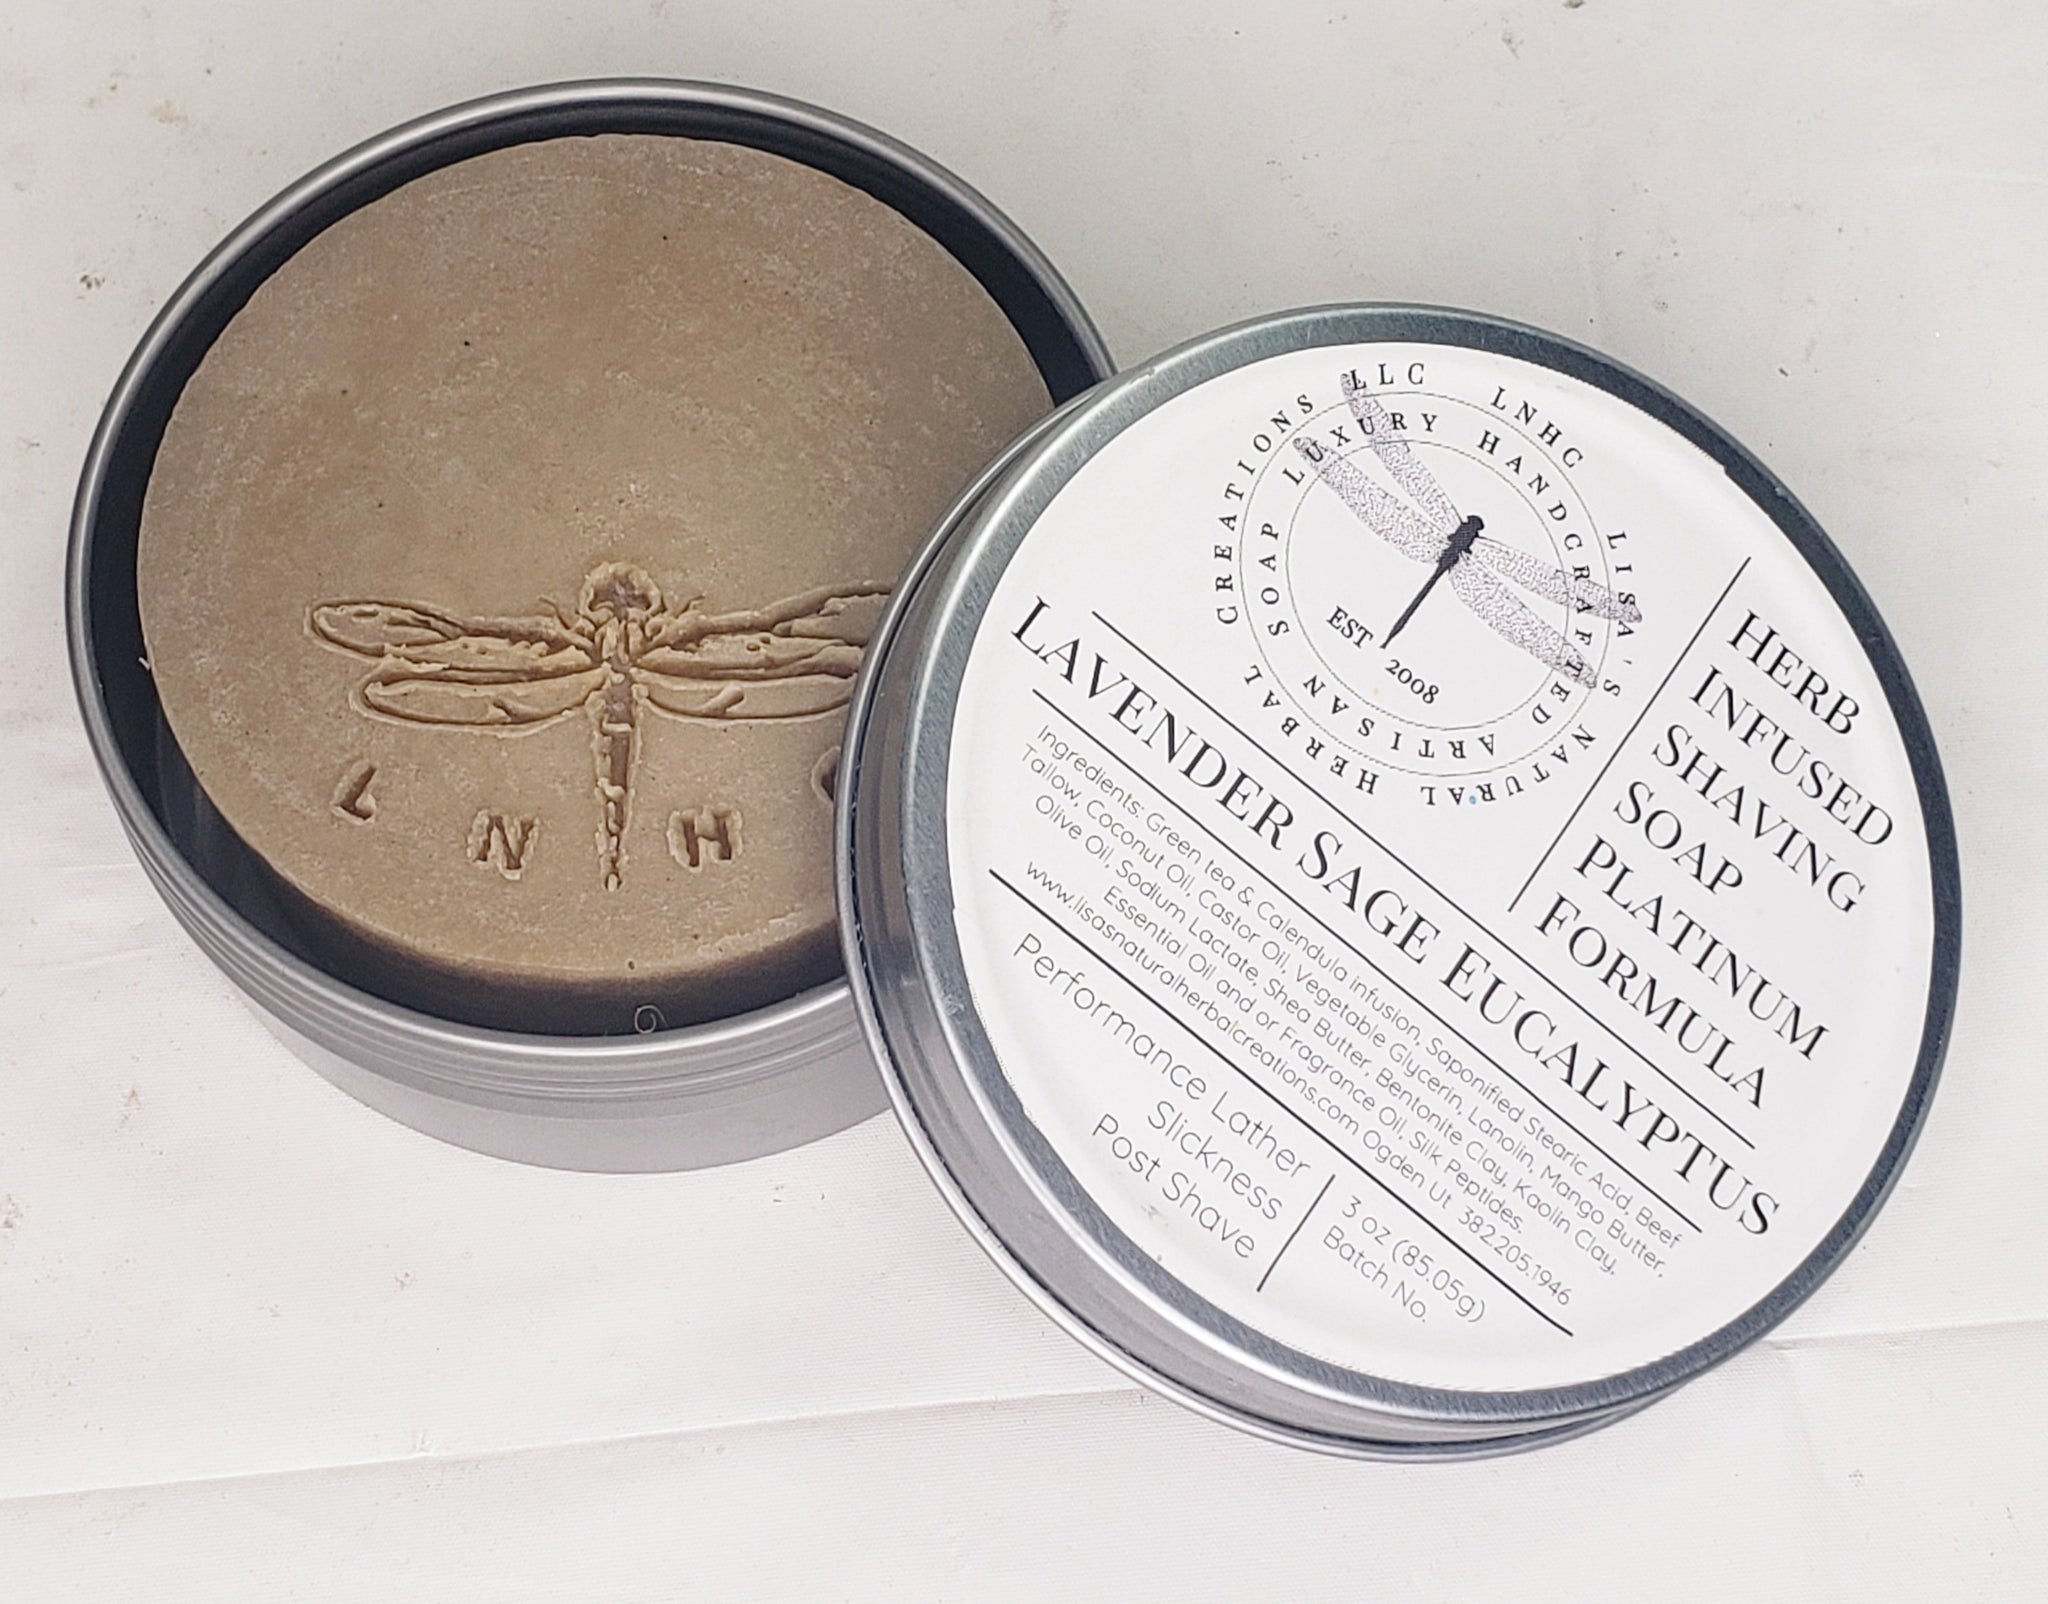 L N H
CREATIONS LLC LNHC LISA'S NATURAL HERBAL
LUXURY HANDCRAFTED ARTISAN SOAP
EST 2008
HERB
INFUSED
SHAVING
SOAP
PLATINUM
FORMULA
LAVENDER SAGE EUCALYPTUS
Ingredients: Green tea & Calendula infusion, Saponified Stearic Acid, Beef
Tallow, Coconut Oil, Castor Oil, Vegetable Glycerin, Lanolin, Mango Butter,
Olive Oil, Sodium Lactate, Shea Butter, Bentonite Clay, Kaolin Clay,
Essential Oil and or Fragrance Oil, Silk Peptides.
www.lisasnaturalherbalcreations.com Ogden Ut 382.205.1946
Performance Lather
Slickness
Post Shave
3 oz (85.05g)
Batch No.